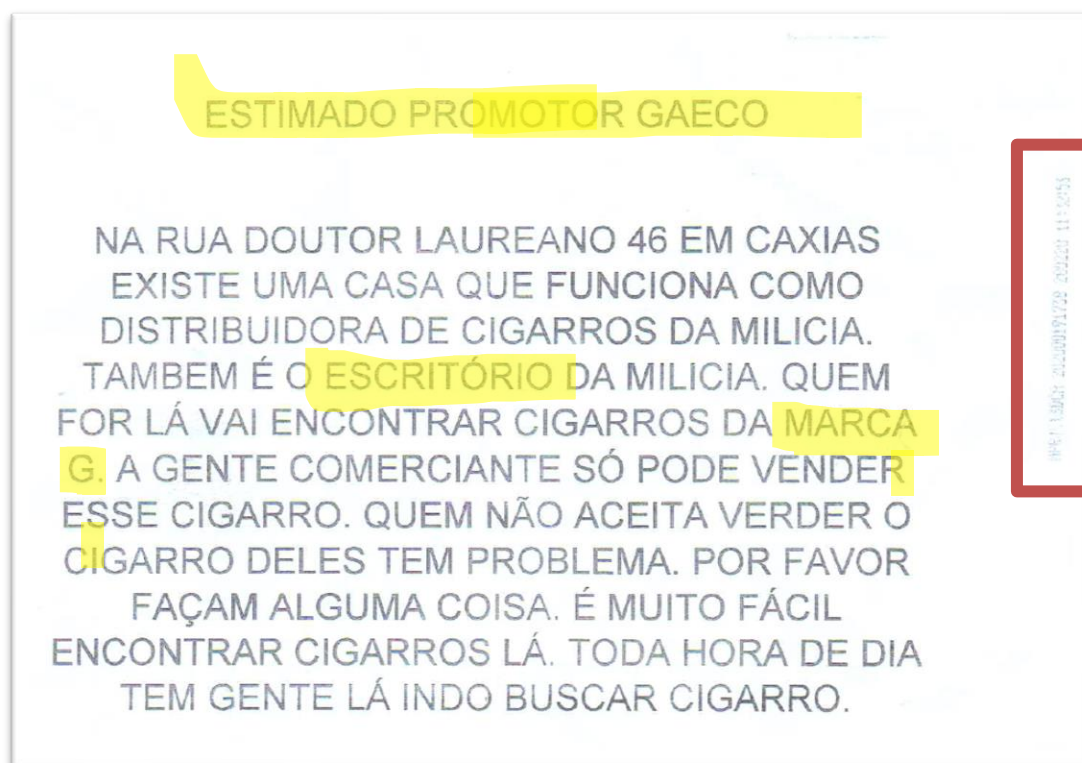 ESTIMADO PROMOTOR GAECO
NA RUA DOUTOR LAUREANO 46 EM CAXIAS
EXISTE UMA CASA QUE FUNCIONA COMO
DISTRIBUIDORA DE CIGARROS DA MILICIA.
TAMBEM É O ESCRITÓRIO DA MILICIA. QUEM
FOR LÁ VAI ENCONTRAR CIGARROS DA MARCA
G. A GENTE COMERCIANTE SÓ PODE VENDER
ESSE CIGARRO. QUEM NÃO ACEITA VERDER O
CIGARRO DELES TEM PROBLEMA. POR FAVOR
FAÇAM ALGUMA COISA. É MUITO FÁCIL
ENCONTRAR CIGARROS LÁ. TODA HORA DE DIA
TEM GENTE LÁ INDO BUSCAR CIGARRO.